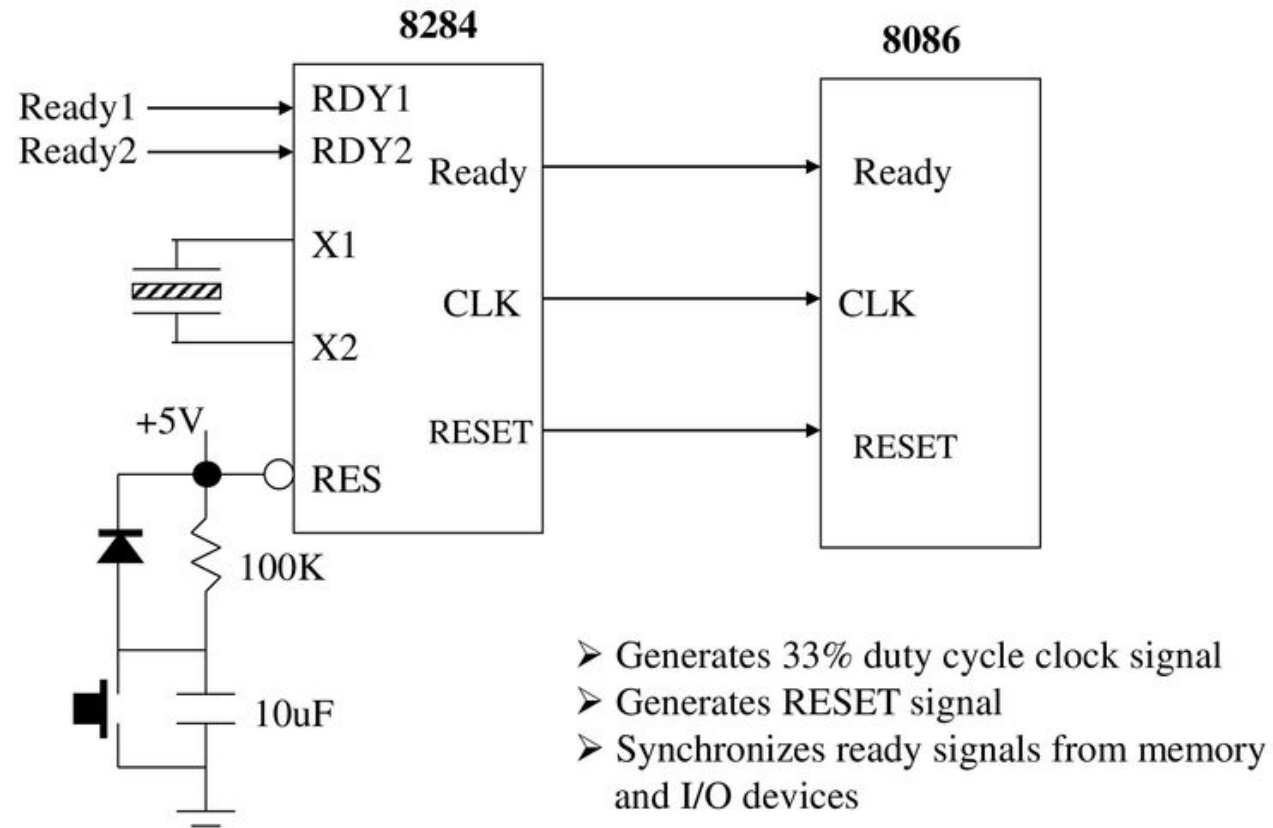 8284
8086
Ready1
Ready2
RDY1
RDY2
Ready
Ready
X1
CLK
CLK
X2
+5V
RESET
RESET
RES
100K
10uF
➢ Generates 33% duty cycle clock signal
➢ Generates RESET signal
➢ Synchronizes ready signals from memory
and I/O devices